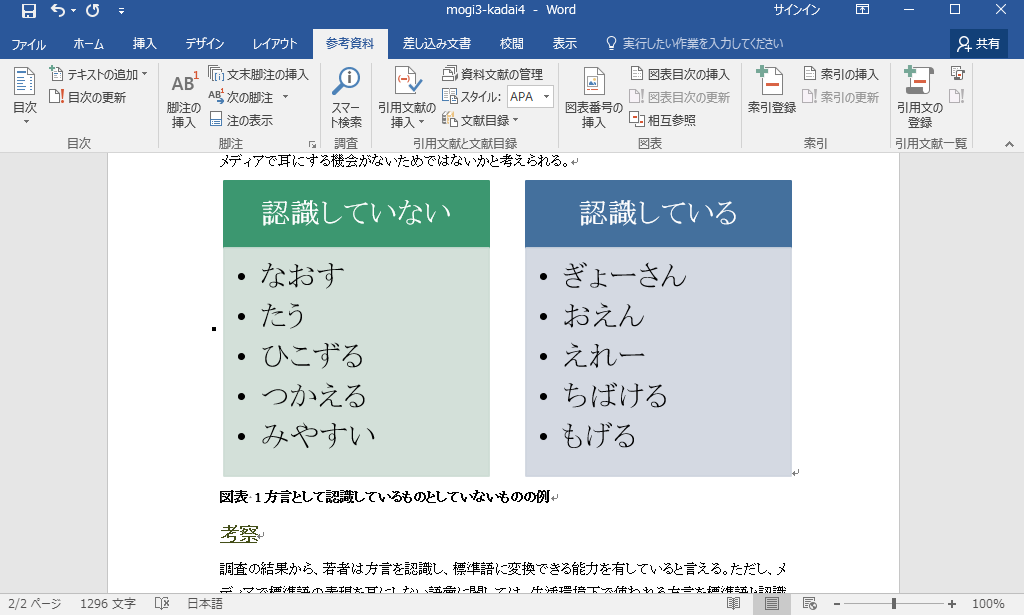 mogi3-kadai4 - Word
サインイン
ファイル ホーム 挿入 デザイン レイアウト 参考資料 差し込み文書 校閲 表示 実行したい作業を入力してください 共有
目次
テキストの追加
目次の更新
目次
AB1
脚注の
挿入
文末脚注の挿入
次の脚注
注の表示
脚注
スマー
ト検索
調査
引用文献の
挿入
資料文献の管理
スタイル: APA
文献目録
引用文献と文献目録
図表番号の
挿入
図表目次の挿入
図表目次の更新
相互参照
図表
索引登録
索引の挿入
索引の更新
索引
引用文の
登録
引用文献一覧
メディアで耳にする機会がないためではないかと考えられる。
認識していない
・なおす
・たう
・ひこずる
・つかえる
・みやすい
認識している
・ぎょーさん
・おえん
・えれー
・ちばける
・もげる
図表 1 方言として認識しているものとしていないものの例
考察
調査の結果から、若者は方言を認識し、標準語に変換できる能力を有していると言える。ただし、メ
ディアで標準語の表現を耳にしない語彙に関しては、生活環境下で使われる方言を標準語と認識
2/2 ページ 1296 文字 日本語 100%